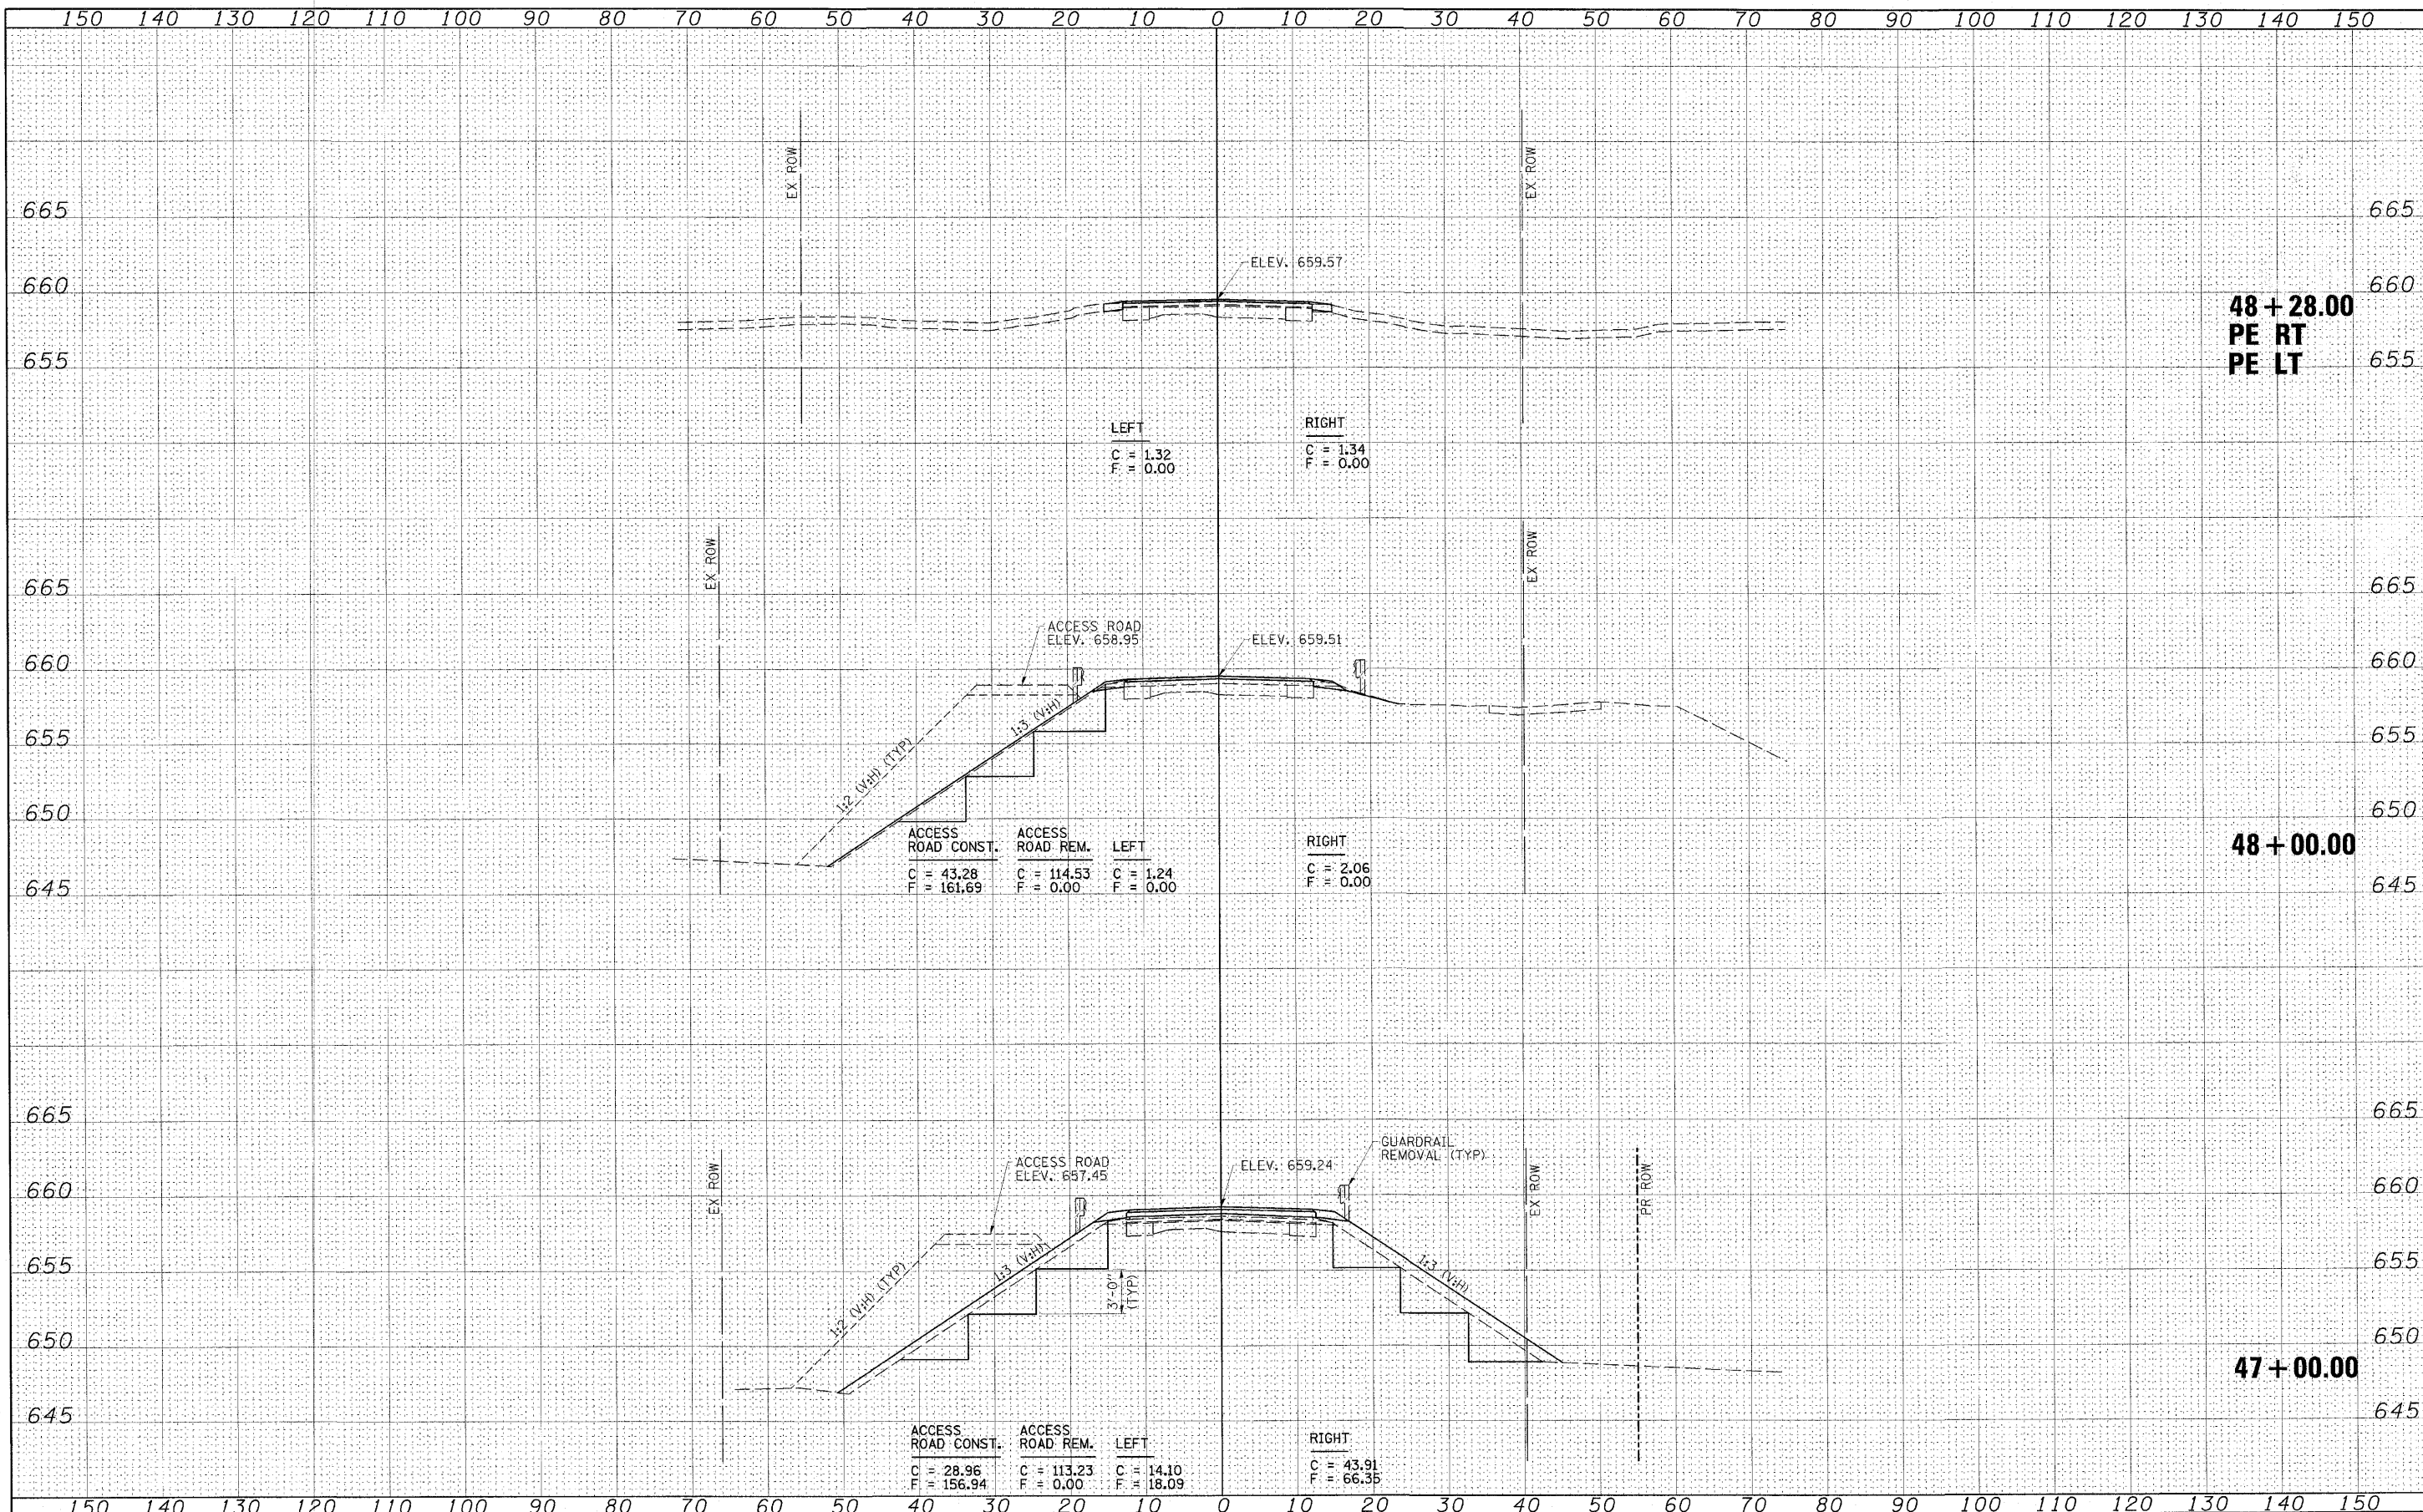 150 140 130 120 110 100 90 80 70 60 50 40 30 20 10 0 10 20 30 40 50 60 70 80 90 100 110 120 130 140 150
EX ROW
EX ROW
665 665
ELEV. 659.57
660 660
48+28.00
PE RT
PE LT
655 655
LEFT
C = 1.32
F = 0.00
RIGHT
C = 1.34
F = 0.00
EX ROW
EX ROW
665 665
ACCESS ROAD
ELEV. 658.95
ELEV. 659.51
660 660
1:3 (V:H)
655 655
1:2 (V:H) (TYP)
650 650
ACCESS
ROAD CONST.
C = 43.28
F = 161.69
ACCESS
ROAD REM.
C = 114.53
F = 0.00
LEFT
C = 1.24
F = 0.00
RIGHT
C = 2.06
F = 0.00
48+00.00
645 645
665 665
GUARDRAIL
REMOVAL (TYP)
ACCESS ROAD
ELEV. 657.45
ELEV. 659.24
EX ROW
EX ROW
PR ROW
660 660
1:3 (V:H)
1:3 (V:H)
655 655
3'-0"
(TYP)
1:2 (V:H) (TYP)
650 650
47+00.00
645 645
ACCESS
ROAD CONST.
C = 28.96
F = 156.94
ACCESS
ROAD REM.
C = 113.23
F = 0.00
LEFT
C = 14.10
F = 18.09
RIGHT
C = 43.91
F = 66.35
150 140 130 120 110 100 90 80 70 60 50 40 30 20 10 0 10 20 30 40 50 60 70 80 90 100 110 120 130 140 150